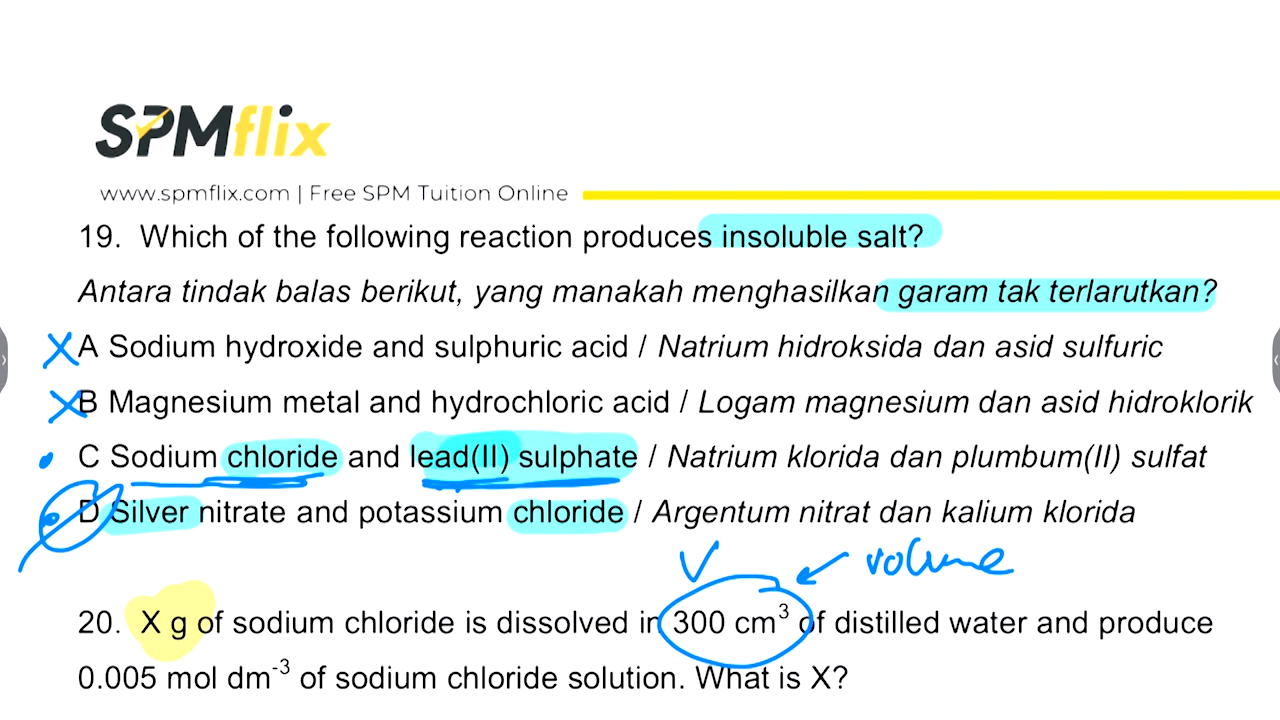 SPMflix
www.spmflix.com | Free SPM Tuition Online
19. Which of the following reaction produces insoluble salt?
Antara tindak balas berikut, yang manakah menghasilkan garam tak terlarutkan?
X A Sodium hydroxide and sulphuric acid / Natrium hidroksida dan asid sulfuric
X B Magnesium metal and hydrochloric acid / Logam magnesium dan asid hidroklorik
C Sodium chloride and lead(II) sulphate / Natrium klorida dan plumbum(II) sulfat
D Silver nitrate and potassium chloride / Argentum nitrat dan kalium klorida
V volume
20. X g of sodium chloride is dissolved in 300 cm³ of distilled water and produce
0.005 mol dm⁻³ of sodium chloride solution. What is X?